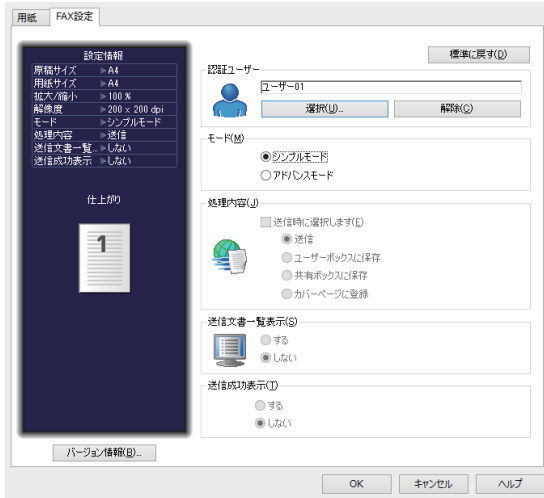 用紙 FAX設定
設定情報
原稿サイズ ▶A4
用紙サイズ ▶A4
拡大/縮小 ▶100 %
解像度 ▶200 x 200 dpi
モード ▶シンプルモード
処理内容 ▶送信
送信文書一覧.. ▶しない
送信成功表示 ▶しない
仕上がり
1
バージョン情報(B)...
標準に戻す(D)
認証ユーザー
ユーザー01
選択(U)... 解除(C)
モード(M)
シンプルモード
アドバンスモード
処理内容(J)
送信時に選択します(E)
送信
ユーザーボックスに保存
共有ボックスに保存
カバーページに登録
送信文書一覧表示(S)
する
しない
送信成功表示(T)
する
しない
OK キャンセル ヘルプ